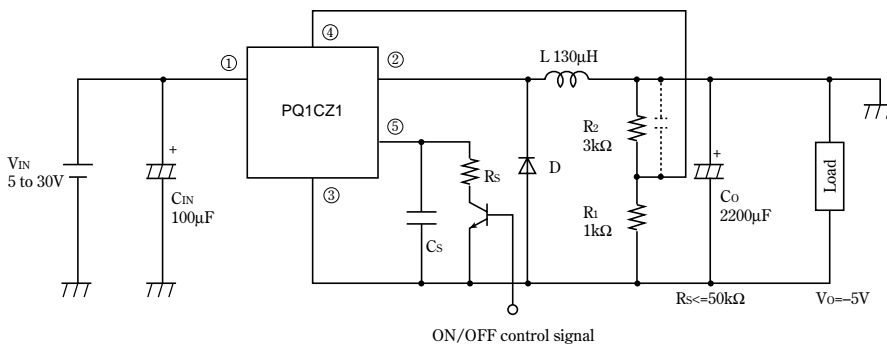 ④
①
②
L 130µH
PQ1CZ1
⑤
R2
3kΩ
VIN
5 to 30V
+
CIN
100µF
RS
D
+
CO
2200µF
Load
③
CS
R1
1kΩ
RS<=50kΩ
VO=–5V
ON/OFF control signal